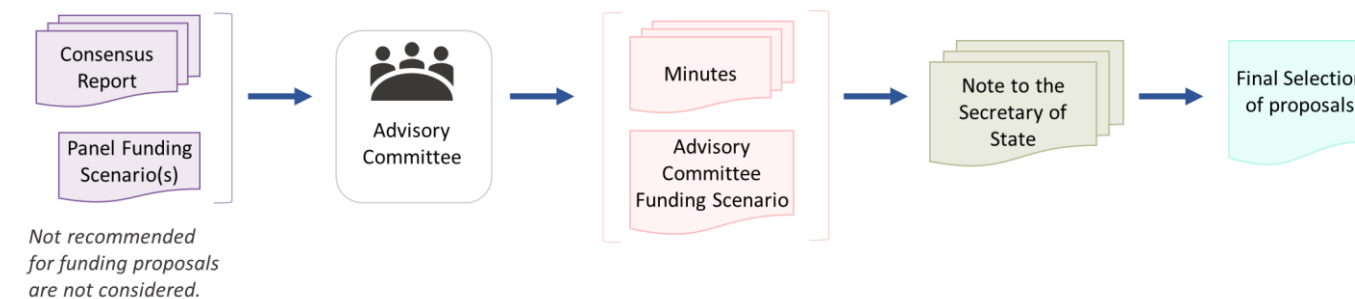 Consensus
Report
Panel Funding
Scenario(s)
Not recommended
for funding proposals
are not considered.
Advisory
Committee
Minutes
Advisory
Committee
Funding Scenario
Note to the
Secretary of
State
Final Selection
of proposals